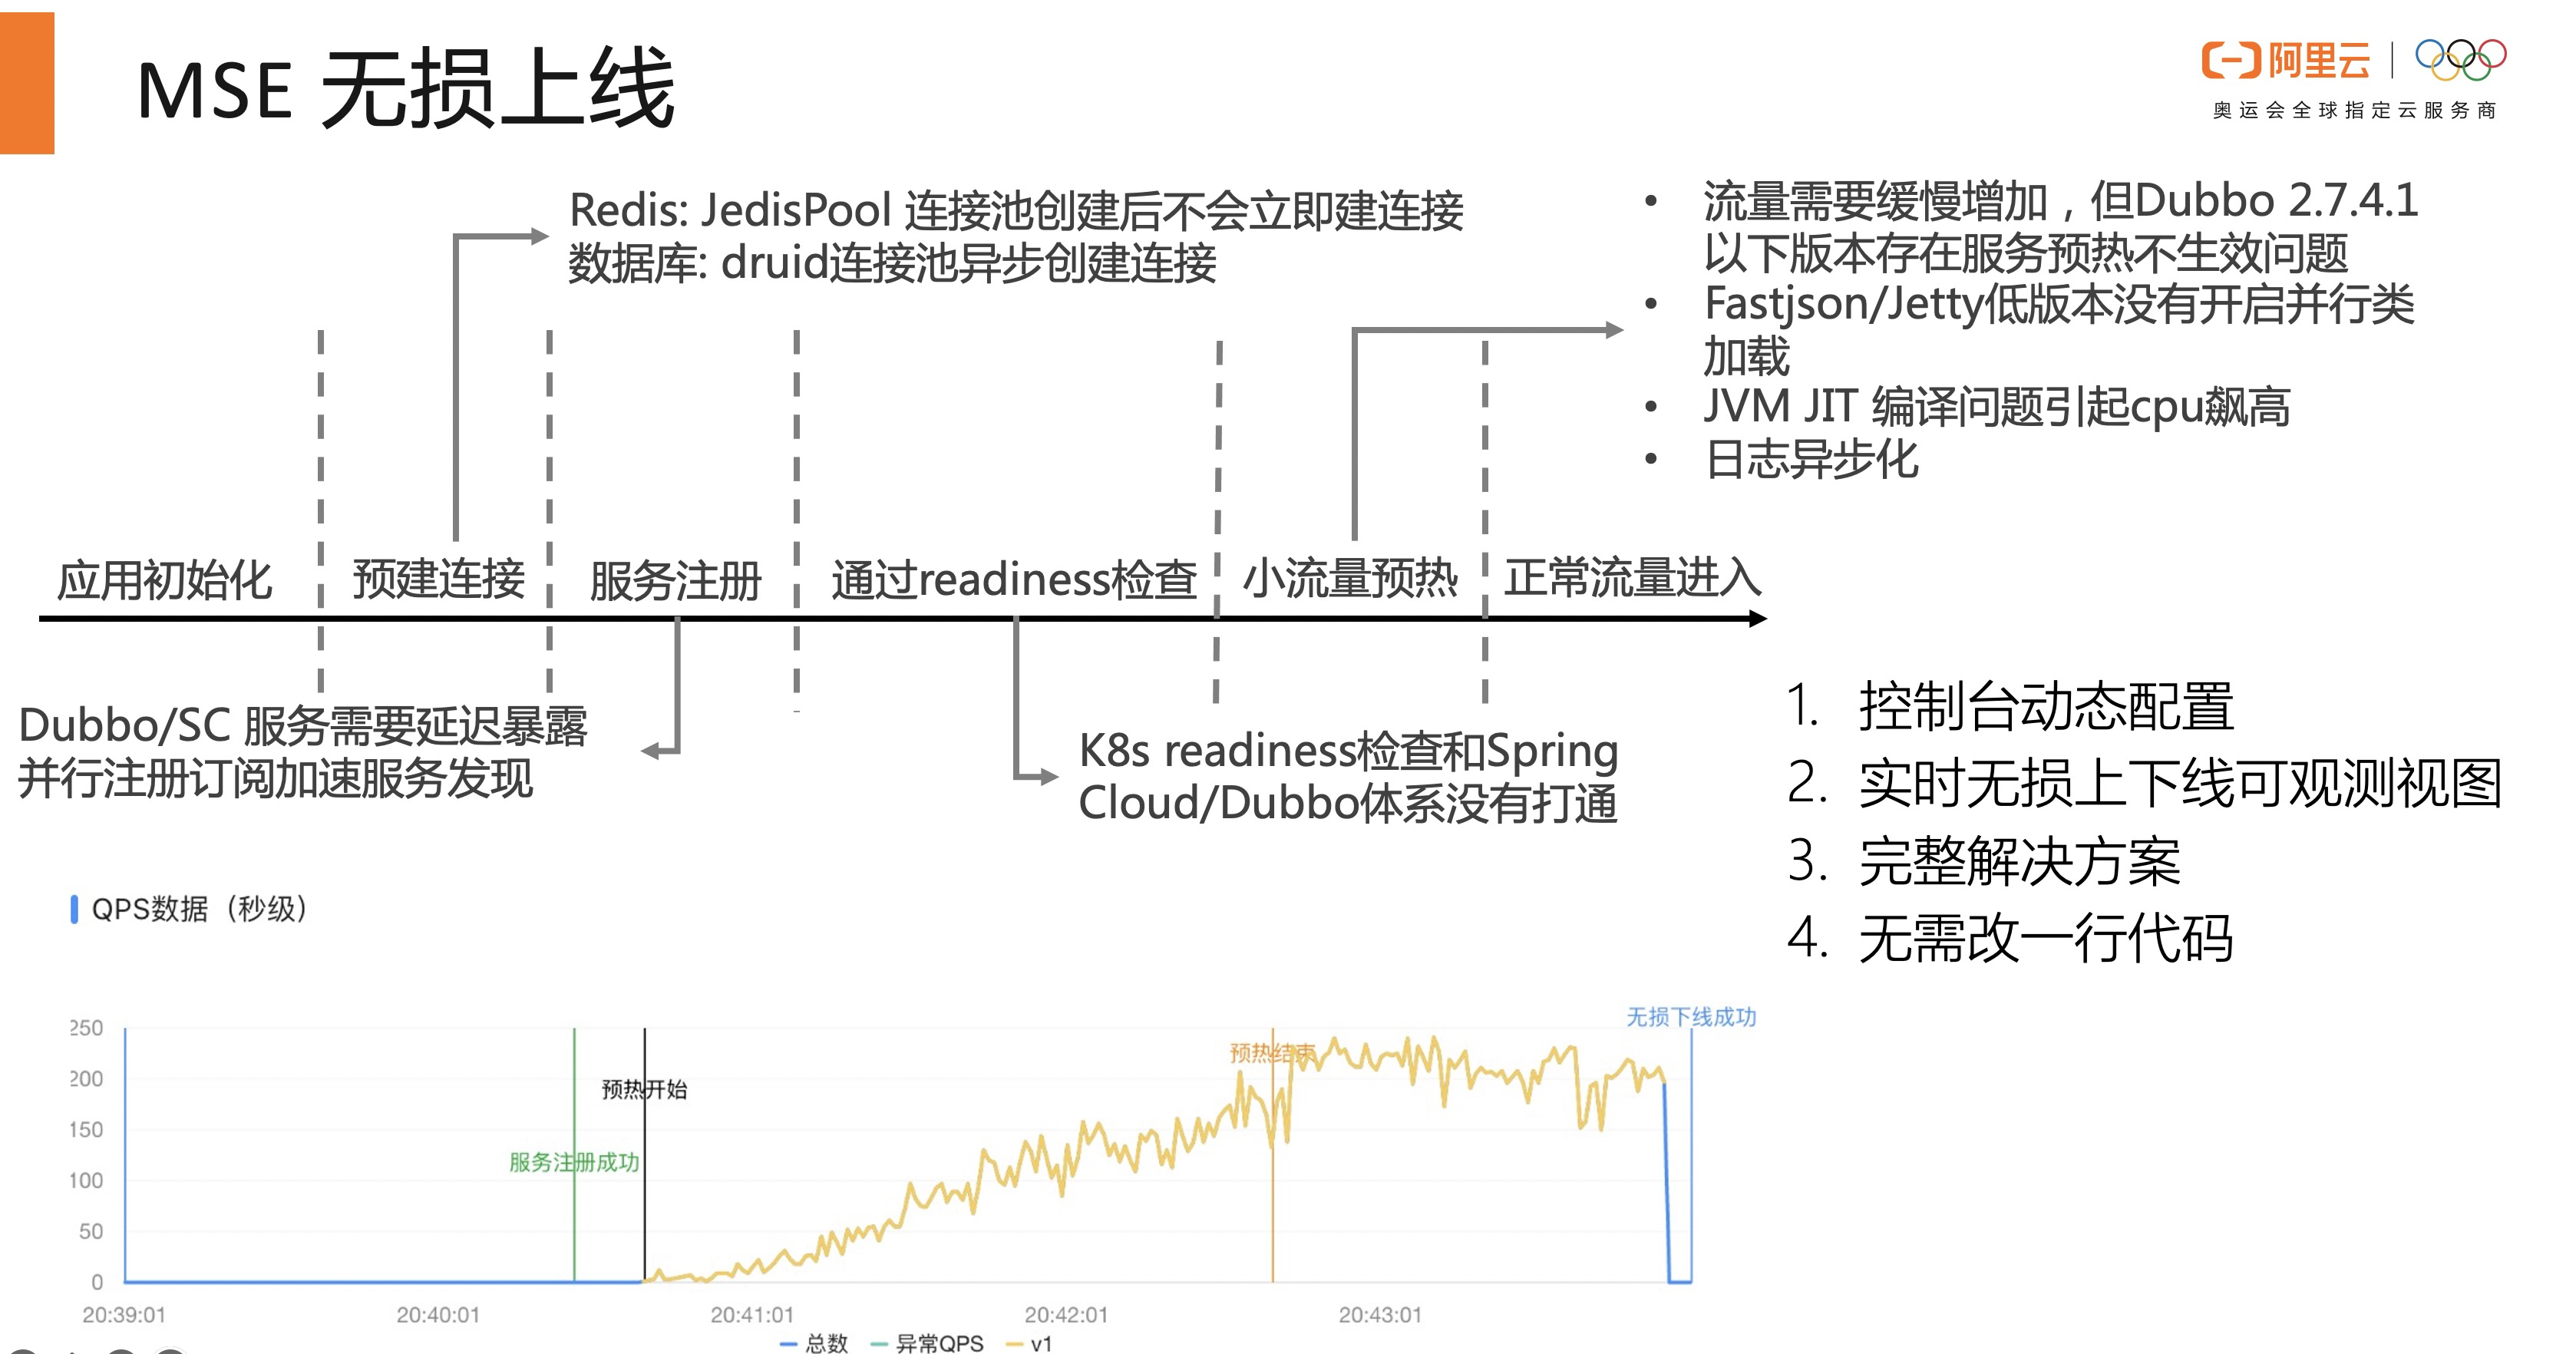 MSE 无损上线
阿里云
奥运会全球指定云服务商
Redis: JedisPool 连接池创建后不会立即建连接
数据库: druid连接池异步创建连接
• 流量需要缓慢增加，但Dubbo 2.7.4.1
以下版本存在服务预热不生效问题
• Fastjson/Jetty低版本没有开启并行类
加载
• JVM JIT 编译问题引起cpu飙高
• 日志异步化
应用初始化
预建连接
服务注册
通过readiness检查
小流量预热
正常流量进入
Dubbo/SC 服务需要延迟暴露
并行注册订阅加速服务发现
K8s readiness检查和Spring
Cloud/Dubbo体系没有打通
1. 控制台动态配置
2. 实时无损上下线可观测视图
3. 完整解决方案
4. 无需改一行代码
QPS数据（秒级）
无损下线成功
预热结束
预热开始
服务注册成功
250
200
150
100
50
0
20:39:01
20:40:01
20:41:01
20:42:01
20:43:01
总数
异常QPS
v1